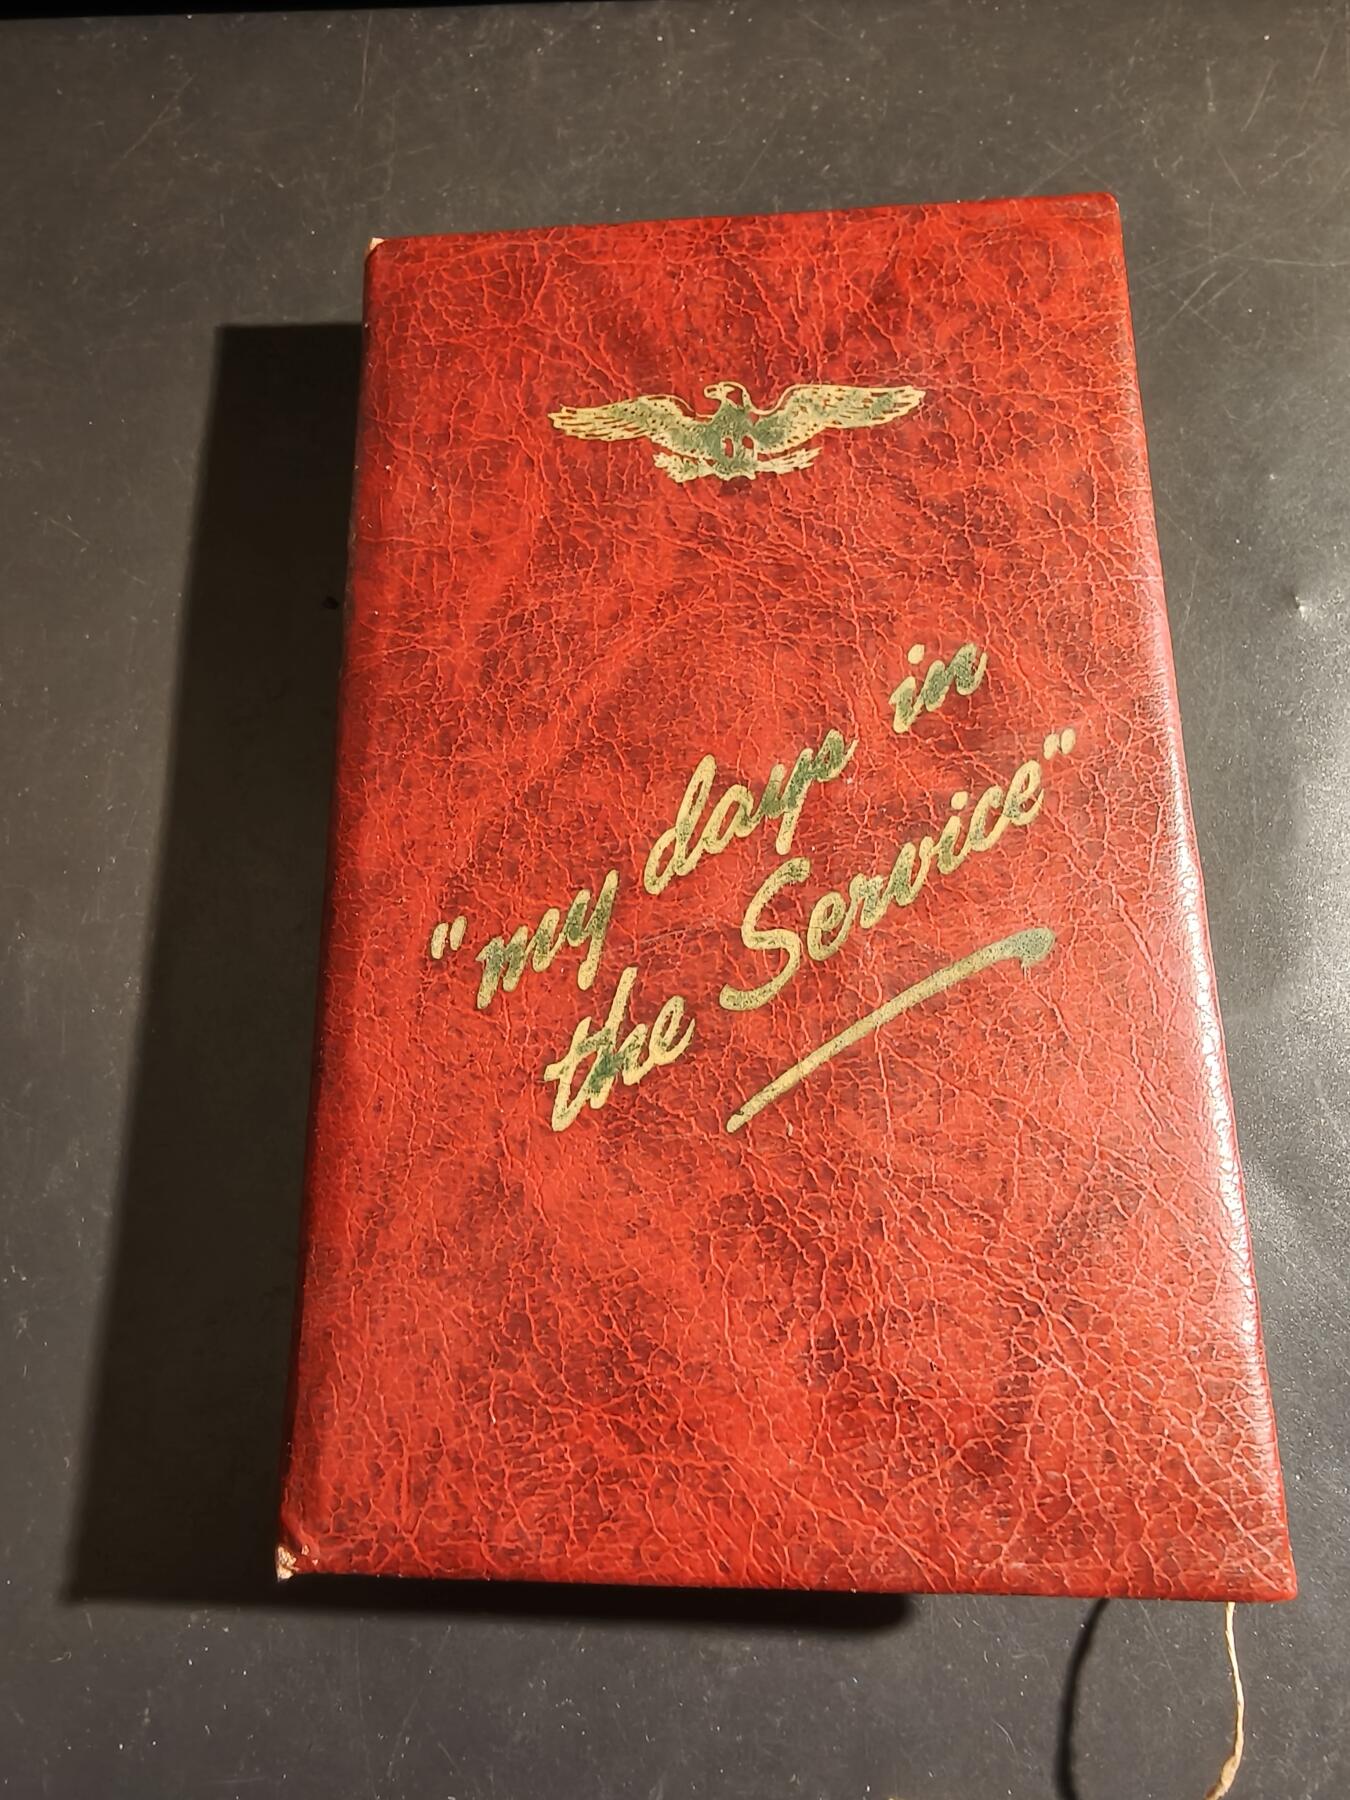 "my days in
the Service"